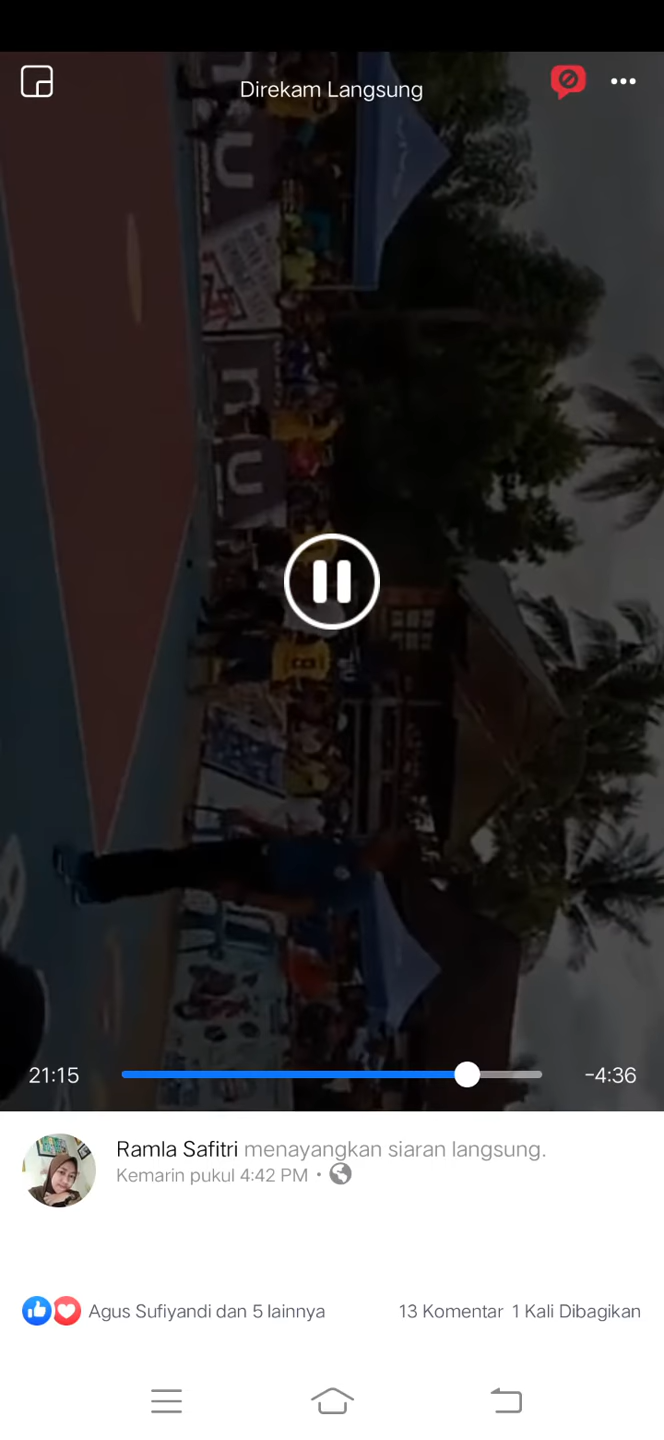 Direkam Langsung
21:15
-4:36
Ramla Safitri menayangkan siaran langsung.
Kemarin pukul 4:42 PM
Agus Sufiyandi dan 5 lainnya
13 Komentar 1 Kali Dibagikan